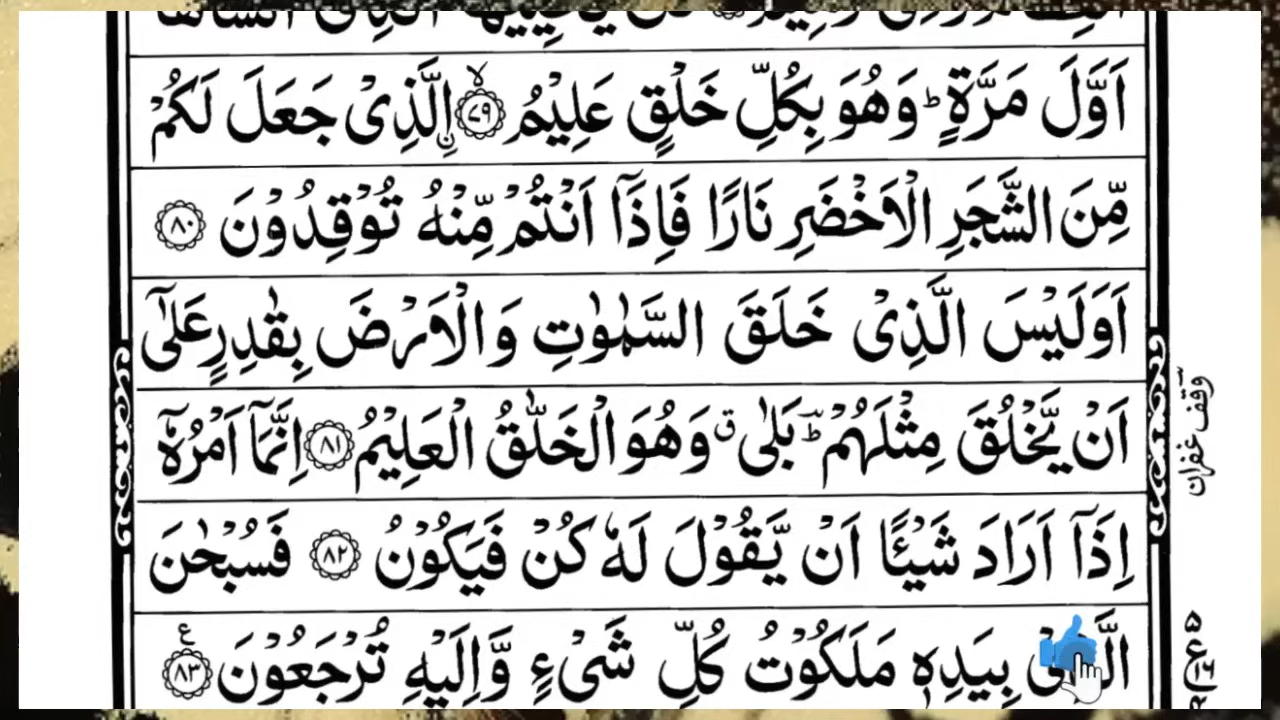 اَوَّلَ مَرَّةٍ ؕ وَهُوَ بِكُلِّ خَلْقٍ عَلِيْمُ ۙ﴿۷۹﴾ اۨلَّذِىْ جَعَلَ لَكُمْ
مِّنَ الشَّجَرِ الْاَخْضَرِ نَارًا فَاِذَاۤ اَنْتُمْ مِّنْهُ تُوْقِدُوْنَ ﴿۸۰﴾
اَوَلَيْسَ الَّذِىْ خَلَقَ السَّمٰوٰتِ وَالْاَرْضَ بِقٰدِرٍ عَلٰٓى
اَنْ يَّخْلُقَ مِثْلَهُمْ ؕ بَلٰى ۗ وَهُوَ الْخَلّٰقُ الْعَلِيْمُ ﴿۸۱﴾ اِنَّمَاۤ اَمْرُهٗۤ
اِذَاۤ اَرَادَ شَيْـًٔا اَنْ يَّقُوْلَ لَهٗ كُنْ فَيَكُوْنُ ﴿۸۲﴾ فَسُبْحٰنَ
الَّذِىْ بِيَدِهٖ مَلَكُوْتُ كُلِّ شَىْءٍ وَّاِلَيْهِ تُرْجَعُوْنَ ﴿۸۳﴾ ع
وقف غفران